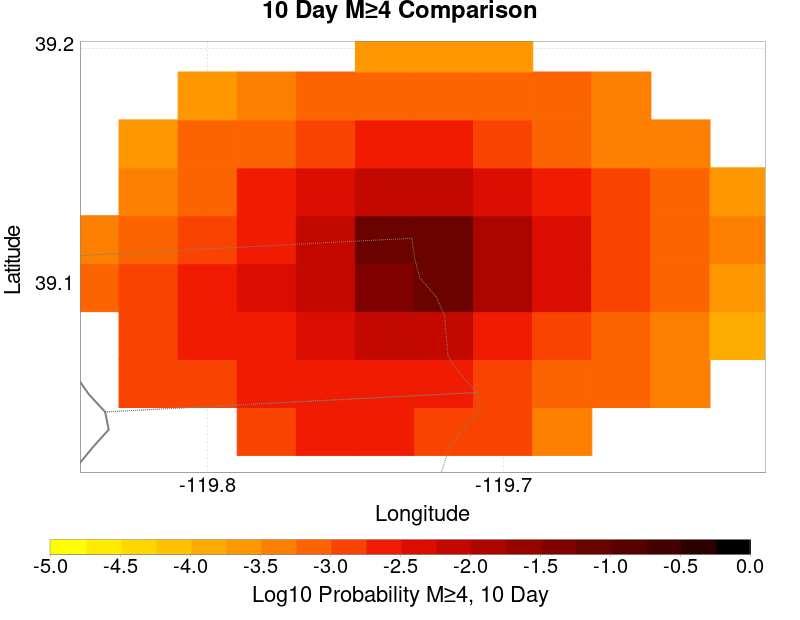 10 Day M≥4 Comparison
39.2
39.1
Latitude
-119.8 -119.7
Longitude
-5.0 -4.5 -4.0 -3.5 -3.0 -2.5 -2.0 -1.5 -1.0 -0.5 0.0
Log10 Probability M≥4, 10 Day